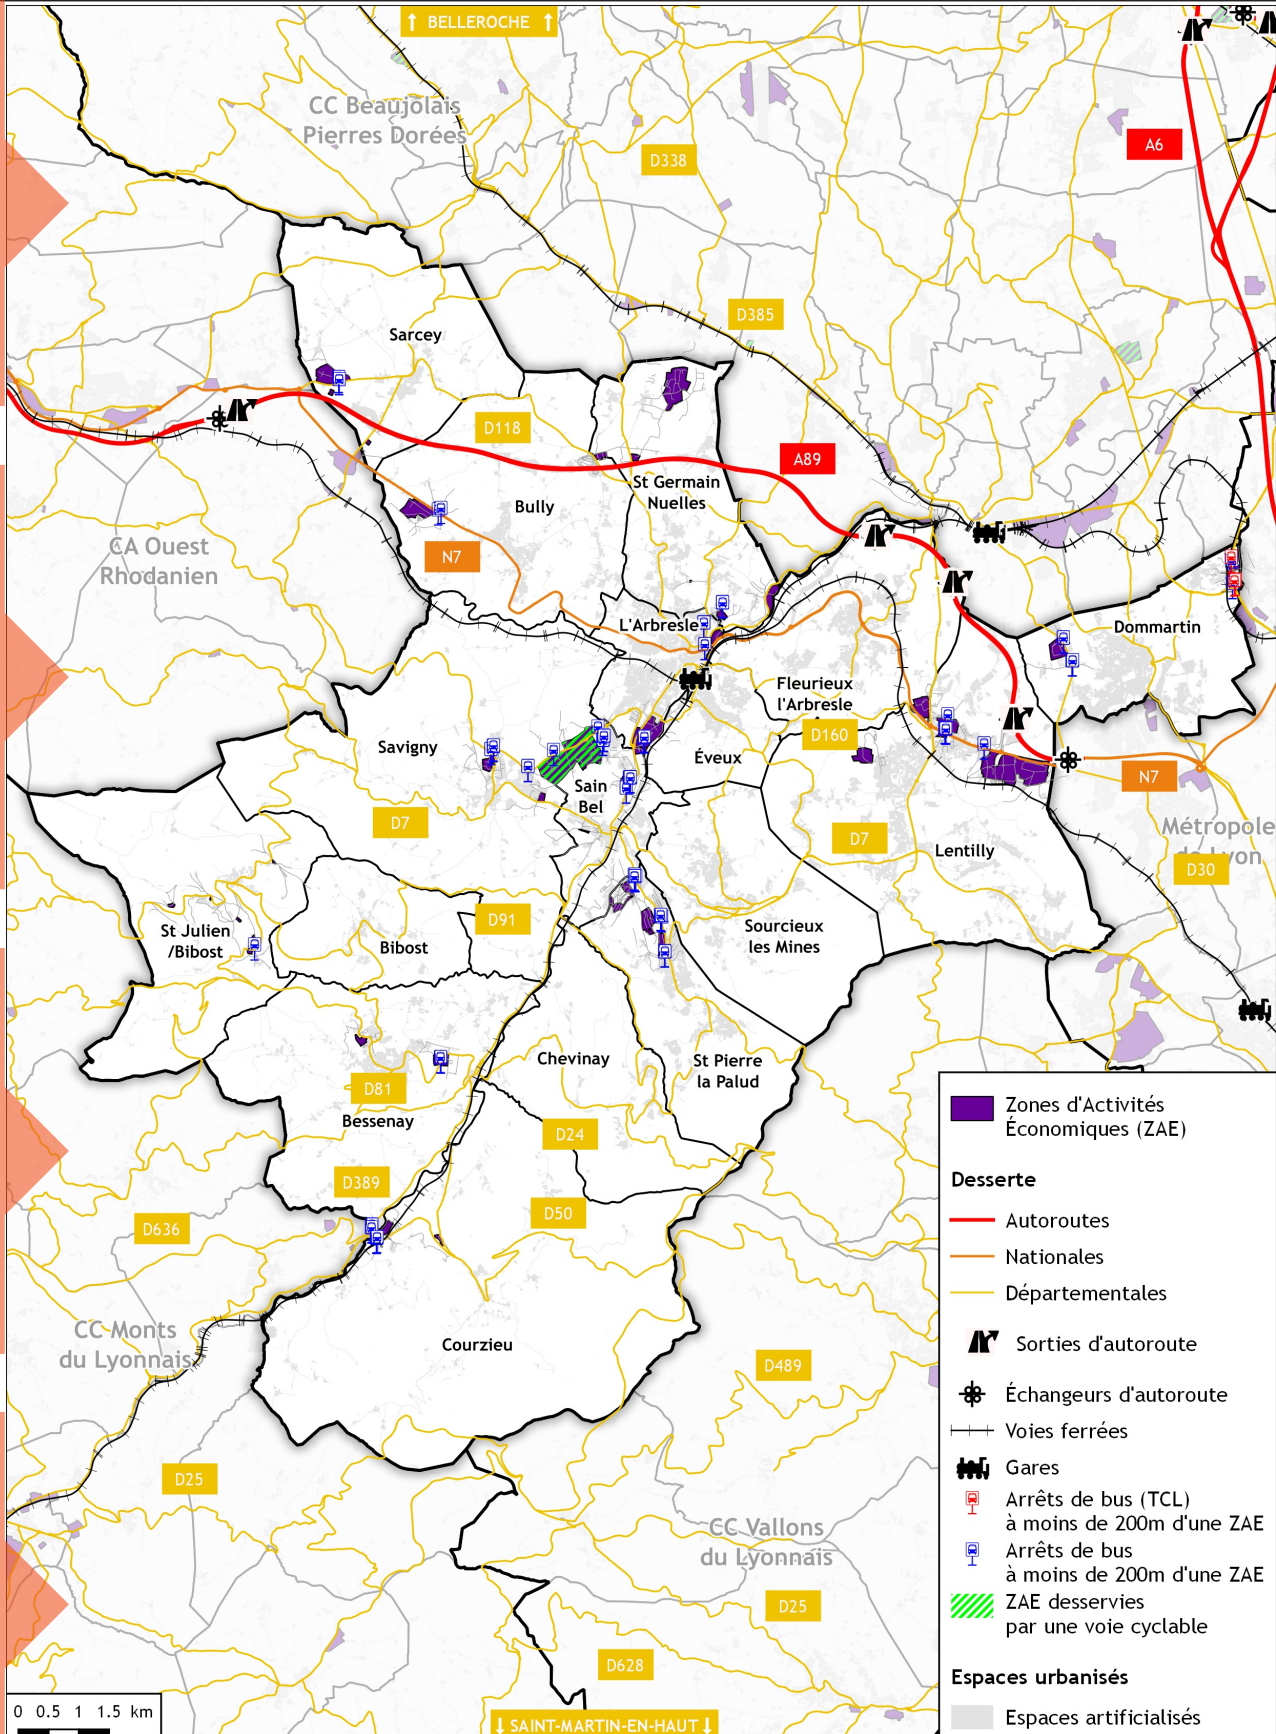 ↑ BELLEROCHE ↑
CC Beaujolais
Pierres Dorées
D338
A6
D385
Sarcey
D118
A89
St Germain
Nuelles
Bully
CA Ouest
Rhodanien
N7
L'Arbresle
Dommartin
Fleurieux
l'Arbresle
D160
Savigny
Éveux
Sain
Bel
N7
D7
D7
Métropole
de Lyon
Lentilly
D30
D91
St Julien
/Bibost
Bibost
Sourcieux
les Mines
Chevinay
St Pierre
la Palud
D81
Bessenay
D24
D389
D50
D636
CC Monts
du Lyonnais
Courzieu
D489
D25
CC Vallons
du Lyonnais
D25
D628
↓ SAINT-MARTIN-EN-HAUT ↓
0 0.5 1 1.5 km
Zones d'Activités
Économiques (ZAE)
Desserte
Autoroutes
Nationales
Départementales
Sorties d'autoroute
Échangeurs d'autoroute
Voies ferrées
Gares
Arrêts de bus (TCL)
à moins de 200m d'une ZAE
Arrêts de bus
à moins de 200m d'une ZAE
ZAE desservies
par une voie cyclable
Espaces urbanisés
Espaces artificialisés